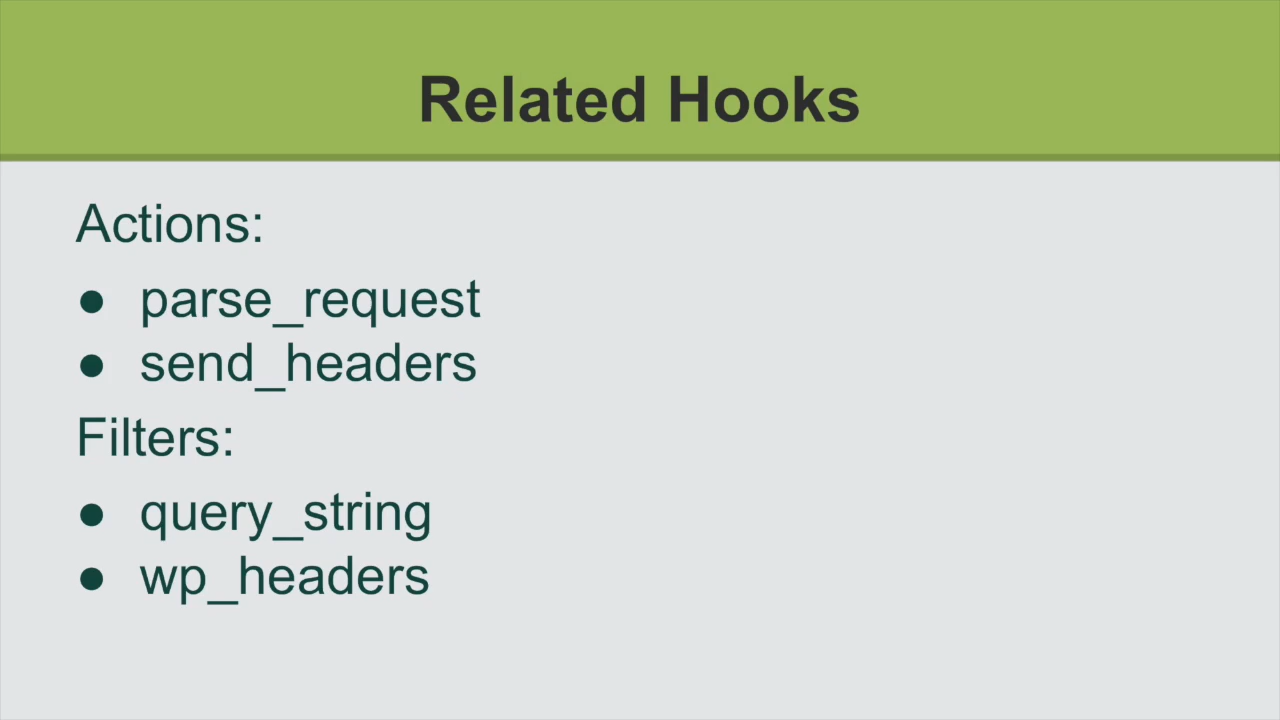 Related Hooks
Actions:
● parse_request
● send_headers
Filters:
● query_string
● wp_headers